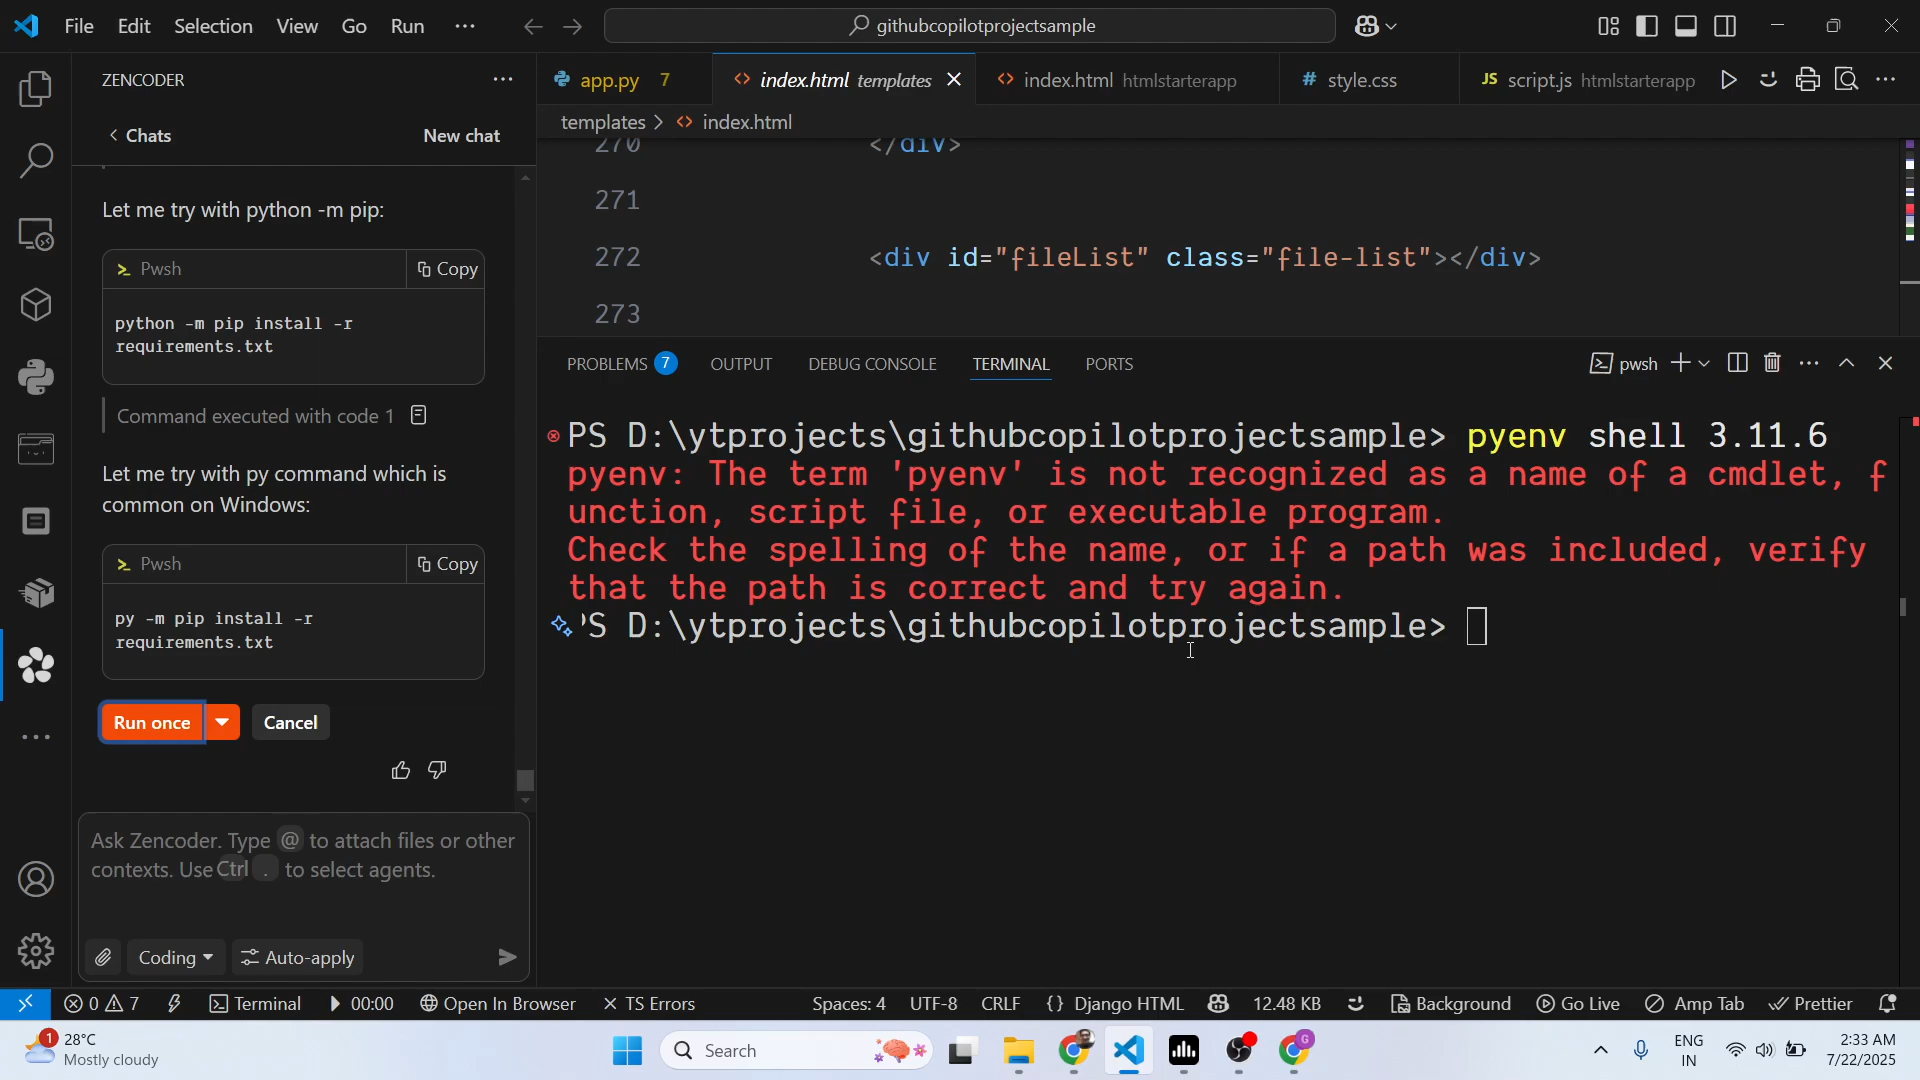 File Edit Selection View Go Run
githubcopilotprojectsample
ZENCODER
app.py 7
index.html templates
index.html htmlstarterapp
# style.css
JS script.js htmlstarterapp
Chats
New chat
templates > index.html
Let me try with python -m pip:
Pwsh
Copy
python -m pip install -r
requirements.txt
Command executed with code 1
Let me try with py command which is
common on Windows:
Pwsh
Copy
py -m pip install -r
requirements.txt
Run once
Cancel
Ask Zencoder. Type @ to attach files or other
contexts. Use Ctrl . to select agents.
Coding
Auto-apply
270 </div>
271
272 <div id="fileList" class="file-list"></div>
273
PROBLEMS 7 OUTPUT DEBUG CONSOLE TERMINAL PORTS
pwsh
PS D:\ytprojects\githubcopilotprojectsample> pyenv shell 3.11.6
pyenv: The term 'pyenv' is not recognized as a name of a cmdlet, f
unction, script file, or executable program.
Check the spelling of the name, or if a path was included, verify
that the path is correct and try again.
PS D:\ytprojects\githubcopilotprojectsample>
0 7 Terminal 00:00 Open In Browser TS Errors
Spaces: 4 UTF-8 CRLF {} Django HTML 12.48 KB Background Go Live Amp Tab Prettier
1
28°C
Mostly cloudy
Search
G
ENG
IN
2:33 AM
7/22/2025